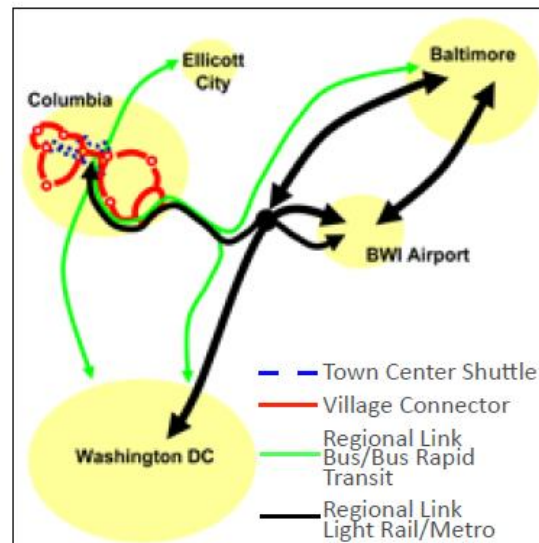 Ellicott
City
Baltimore
Columbia
BWI Airport
Washington DC
Town Center Shuttle
Village Connector
Regional Link
Bus/Bus Rapid
Transit
Regional Link
Light Rail/Metro